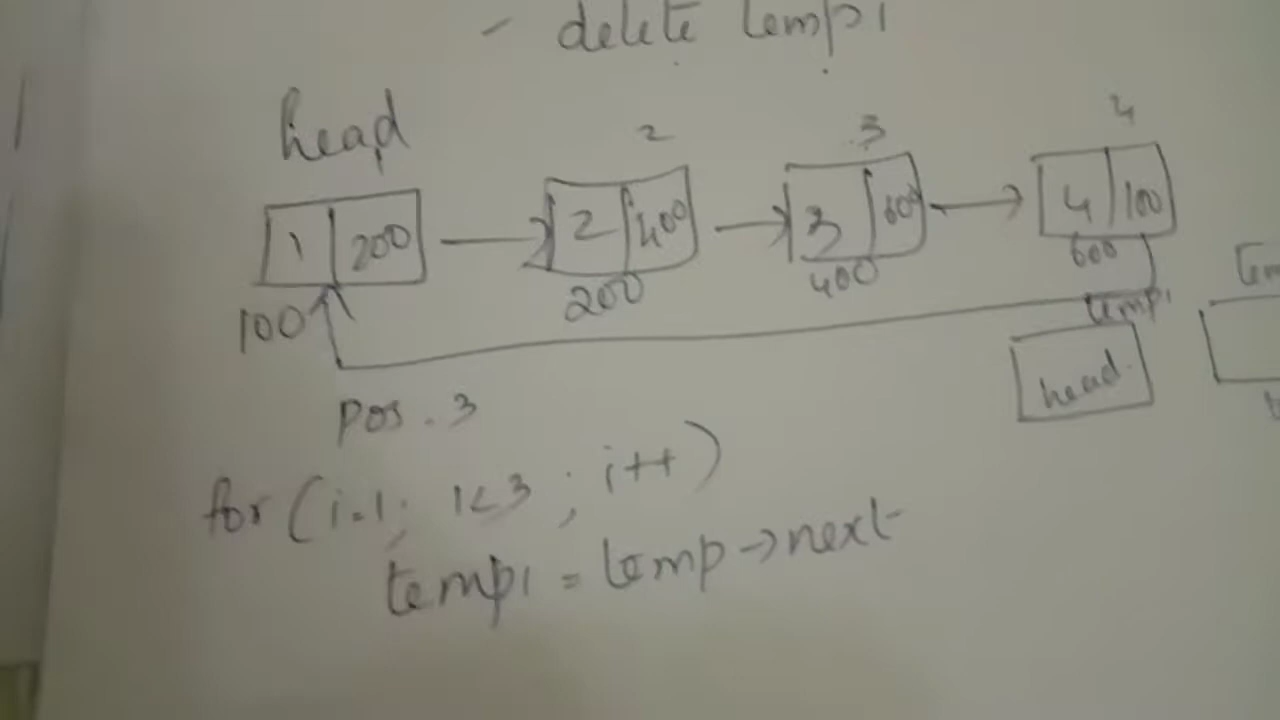 - delete temp1
head
2
3
4
1 200
2 400
3 600
4 100
100
200
400
600
temp1
head
pos. 3
for (i=1; i<3; i++)
temp1 = temp->next